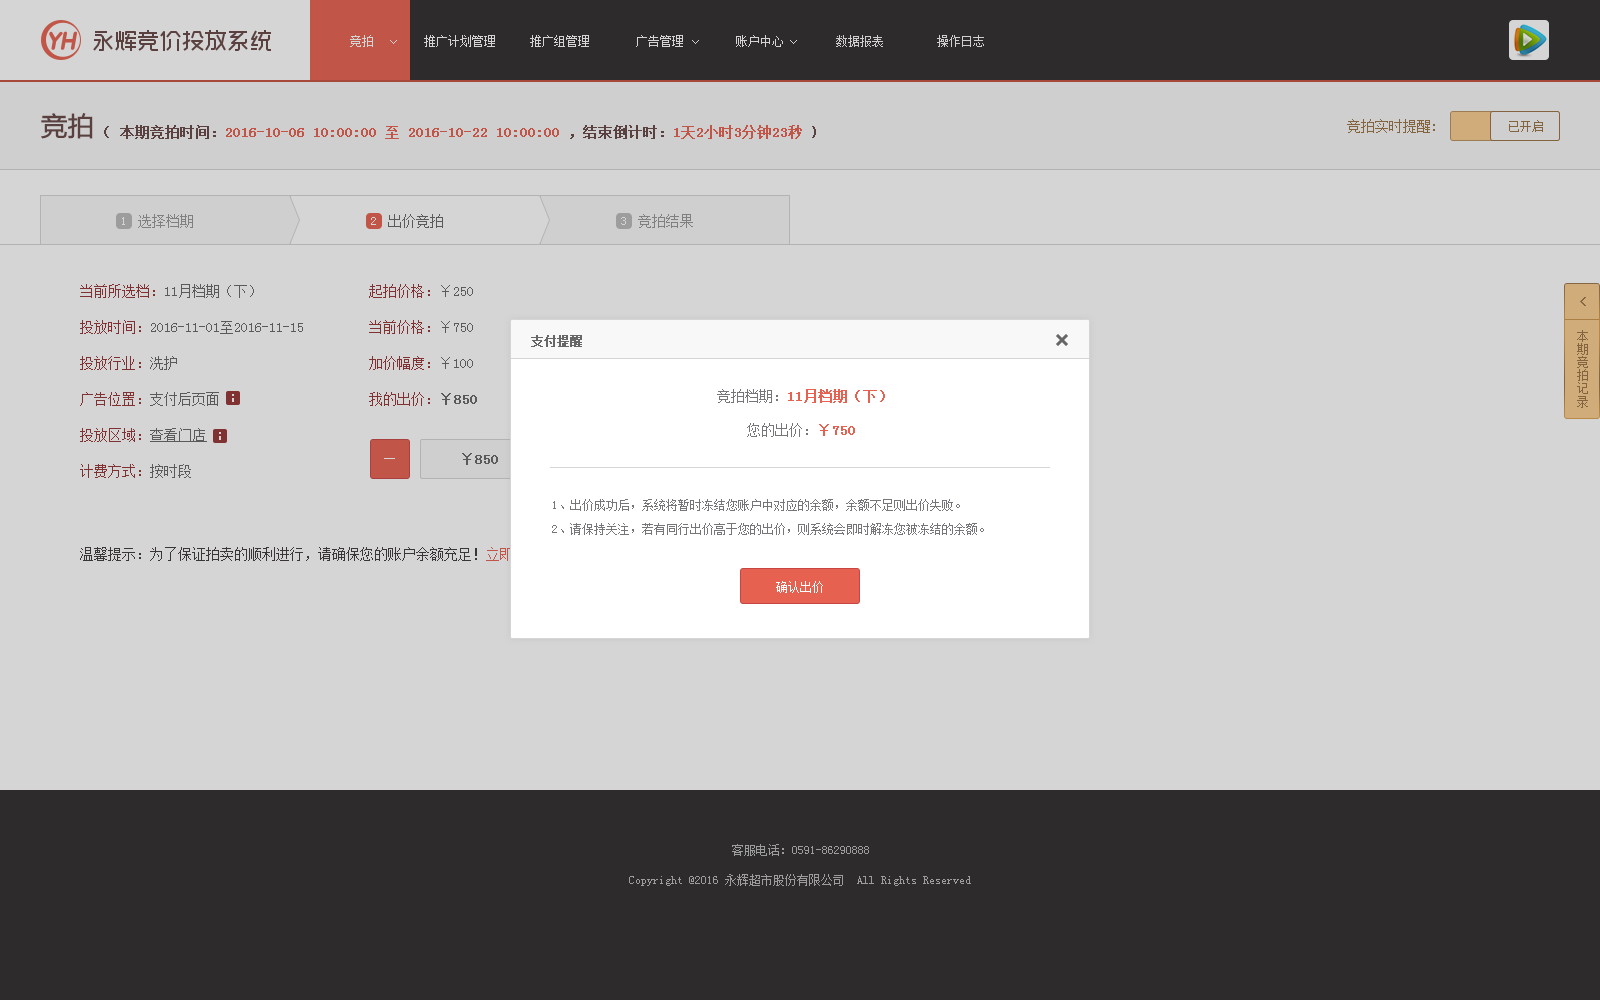 YH 永辉竞价投放系统
竞拍 推广计划管理 推广组管理 广告管理 账户中心 数据报表 操作日志
竞拍 ( 本期竞拍时间：2016-10-06 10:00:00 至 2016-10-22 10:00:00 ，结束倒计时：1天2小时3分钟23秒 )
竞拍实时提醒： 已开启
1 选择档期
2 出价竞拍
3 竞拍结果
当前所选档：11月档期（下）
投放时间：2016-11-01至2016-11-15
投放行业：洗护
广告位置：支付后页面
投放区域：查看门店
计费方式：按时段
起拍价格：￥250
当前价格：￥750
加价幅度：￥100
我的出价：￥850
－ ￥850
温馨提示：为了保证拍卖的顺利进行，请确保您的账户余额充足！立即
支付提醒
竞拍档期：11月档期（下）
您的出价：￥750
1、出价成功后，系统将暂时冻结您账户中对应的余额，余额不足则出价失败。
2、请保持关注，若有同行出价高于您的出价，则系统会即时解冻您被冻结的余额。
确认出价
本期竞拍记录
客服电话：0591-86290888
Copyright @2016 永辉超市股份有限公司 All Rights Reserved